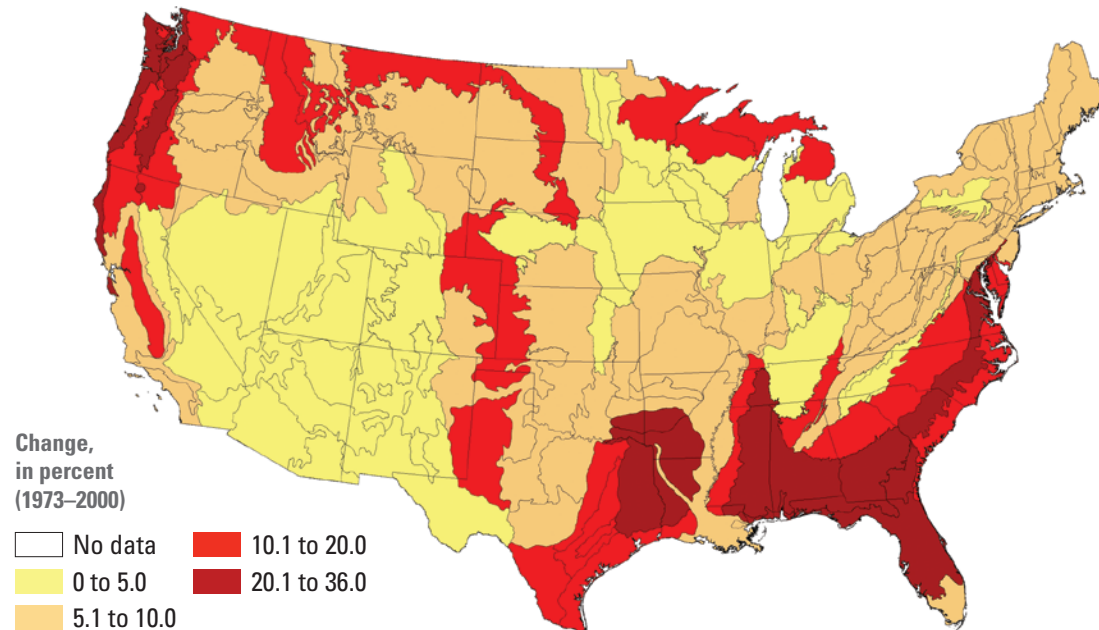 Change,
in percent
(1973–2000)
No data
0 to 5.0
5.1 to 10.0
10.1 to 20.0
20.1 to 36.0